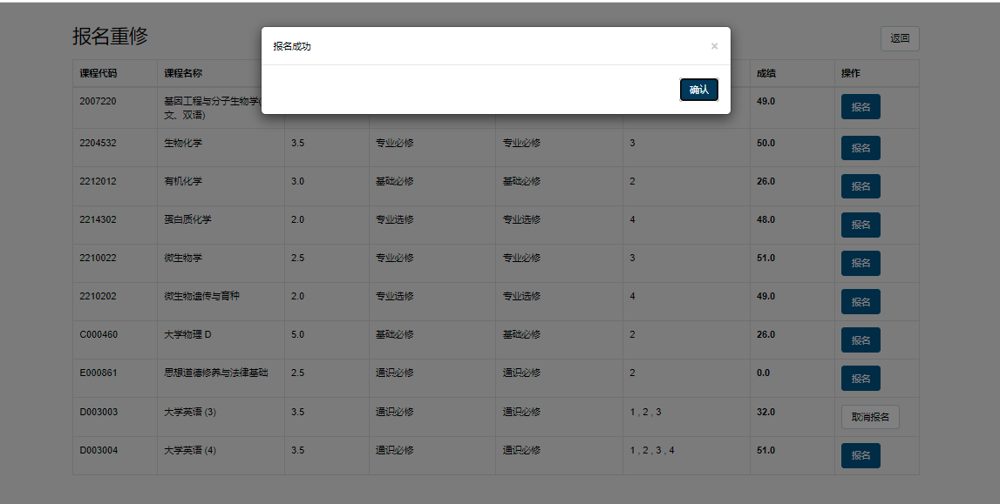 报名重修
报名成功
×
返回
确认
课程代码 课程名称 成绩 操作
2007220 基因工程与分子生物学( 49.0 报名
文、双语)
2204532 生物化学 3.5 专业必修 专业必修 3 50.0 报名
2212012 有机化学 3.0 基础必修 基础必修 2 26.0 报名
2214302 蛋白质化学 2.0 专业选修 专业选修 4 48.0 报名
2210022 微生物学 2.5 专业必修 专业必修 3 51.0 报名
2210202 微生物遗传与育种 2.0 专业选修 专业选修 4 49.0 报名
C000460 大学物理 D 5.0 基础必修 基础必修 2 26.0 报名
E000861 思想道德修养与法律基础 2.5 通识必修 通识必修 2 0.0 报名
D003003 大学英语 (3) 3.5 通识必修 通识必修 1 , 2 , 3 32.0 取消报名
D003004 大学英语 (4) 3.5 通识必修 通识必修 1 , 2 , 3 , 4 51.0 报名